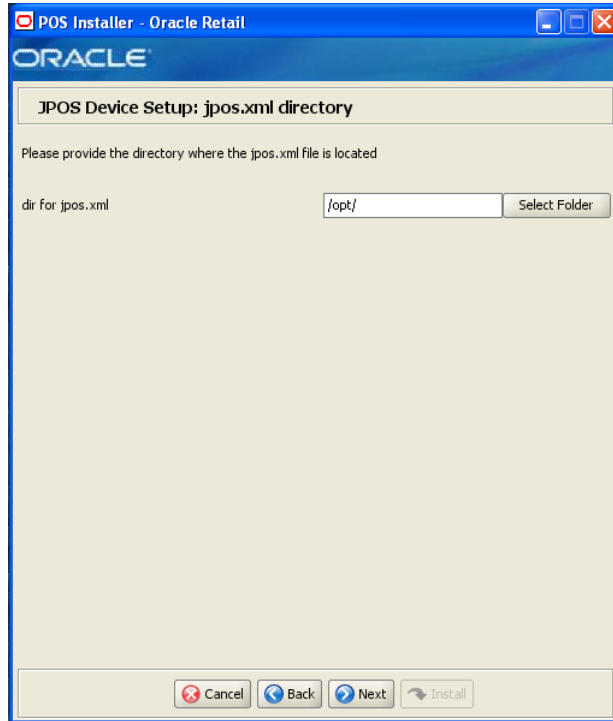 POS Installer - Oracle Retail
ORACLE
JPOS Device Setup: jpos.xml directory
Please provide the directory where the jpos.xml file is located
dir for jpos.xml /opt/ Select Folder
Cancel Back Next Install